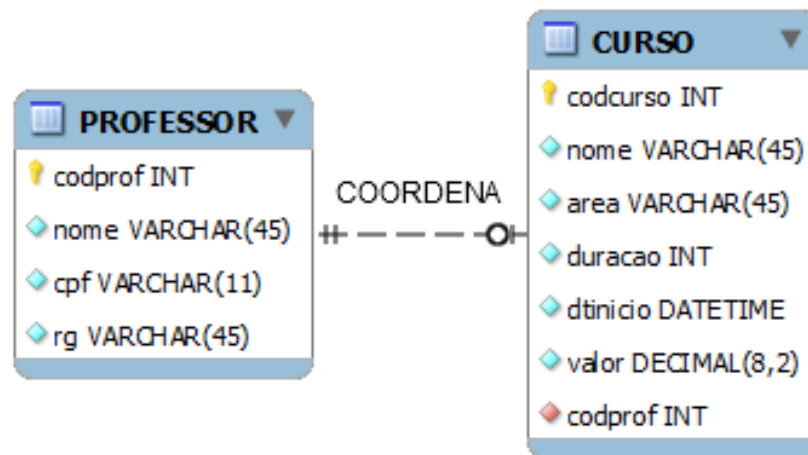 PROFESSOR
codprof INT
nome VARCHAR(45)
cpf VARCHAR(11)
rg VARCHAR(45)
COORDENA
CURSO
codcurso INT
nome VARCHAR(45)
area VARCHAR(45)
duracao INT
dtinicio DATETIME
valor DECIMAL(8,2)
codprof INT